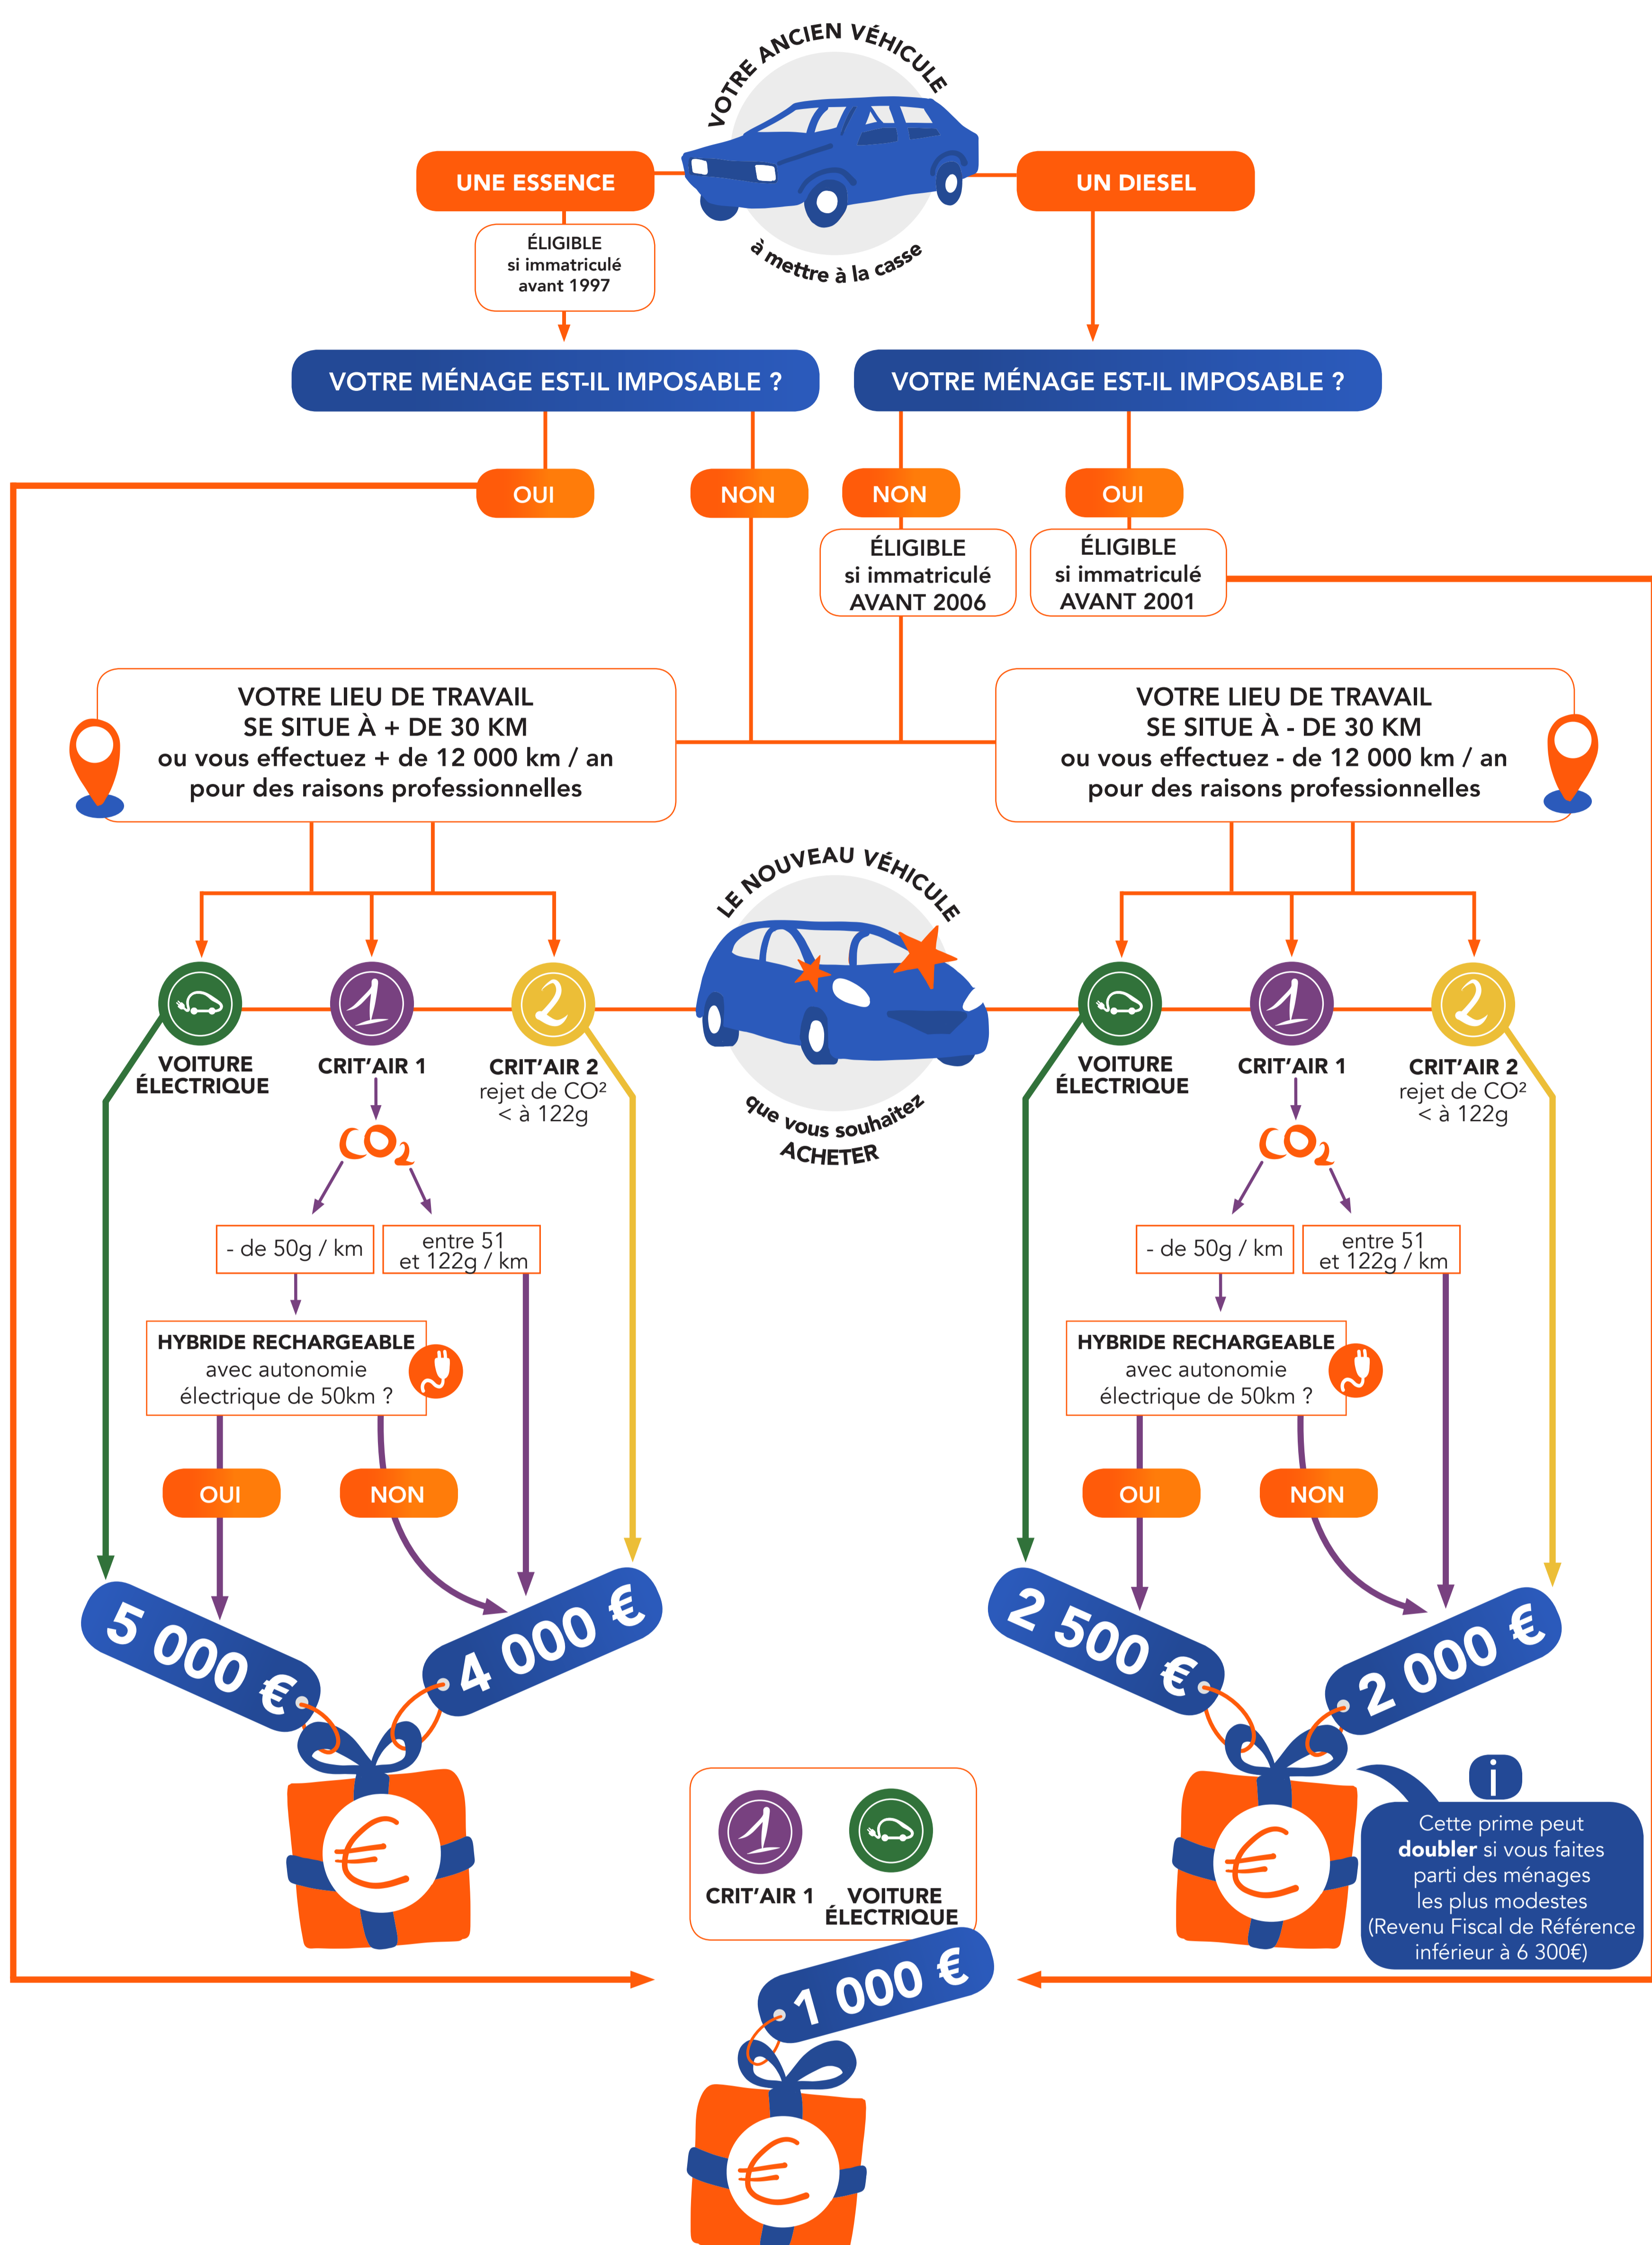 VOTRE ANCIEN VÉHICULE
à mettre à la casse
UNE ESSENCE
UN DIESEL
ÉLIGIBLE
si immatriculé
avant 1997
VOTRE MÉNAGE EST-IL IMPOSABLE ?
VOTRE MÉNAGE EST-IL IMPOSABLE ?
OUI
NON
NON
OUI
ÉLIGIBLE
si immatriculé
AVANT 2006
ÉLIGIBLE
si immatriculé
AVANT 2001
VOTRE LIEU DE TRAVAIL
SE SITUE À + DE 30 KM
ou vous effectuez + de 12 000 km / an
pour des raisons professionnelles
VOTRE LIEU DE TRAVAIL
SE SITUE À - DE 30 KM
ou vous effectuez - de 12 000 km / an
pour des raisons professionnelles
LE NOUVEAU VÉHICULE
que vous souhaitez
ACHETER
1
2
VOITURE
ÉLECTRIQUE
CRIT'AIR 1
CRIT'AIR 2
rejet de CO²
< à 122g
CO2
- de 50g / km
entre 51
et 122g / km
HYBRIDE RECHARGEABLE
avec autonomie
électrique de 50km ?
OUI
NON
5 000 €
4 000 €
€
1
2
VOITURE
ÉLECTRIQUE
CRIT'AIR 1
CRIT'AIR 2
rejet de CO²
< à 122g
CO2
- de 50g / km
entre 51
et 122g / km
HYBRIDE RECHARGEABLE
avec autonomie
électrique de 50km ?
OUI
NON
2 500 €
2 000 €
€
i
Cette prime peut
doubler si vous faites
parti des ménages
les plus modestes
(Revenu Fiscal de Référence
inférieur à 6 300€)
1
CRIT'AIR 1
VOITURE
ÉLECTRIQUE
1 000 €
€